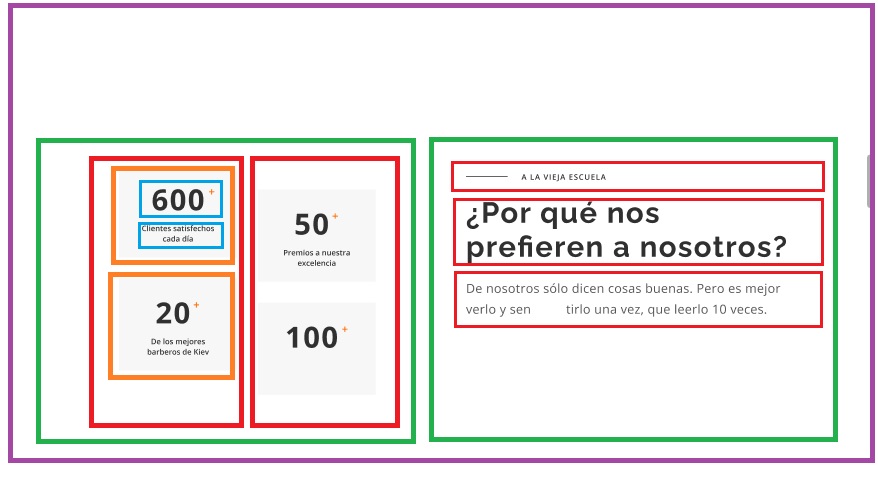 600+
Clientes satisfechos
cada día
20+
De los mejores
barberos de Kiev
50+
Premios a nuestra
excelencia
100+
A LA VIEJA ESCUELA
¿Por qué nos
prefieren a nosotros?
De nosotros sólo dicen cosas buenas. Pero es mejor
verlo y sen tirlo una vez, que leerlo 10 veces.